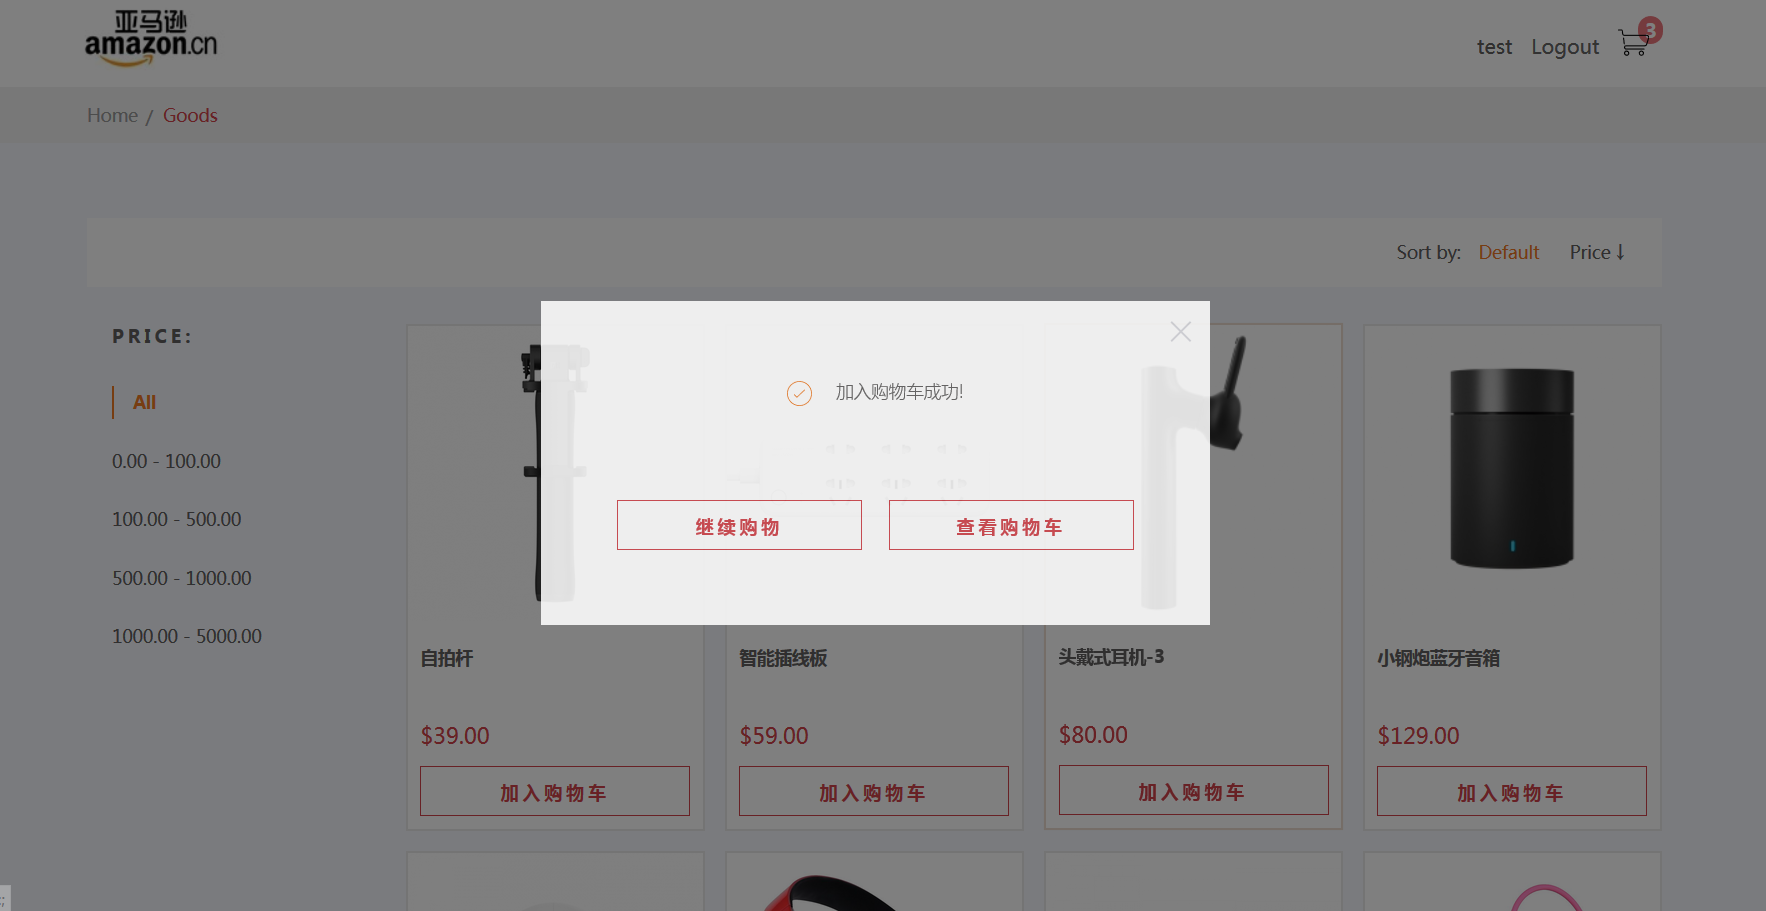 亚马逊
amazon.cn
test Logout 3
Home / Goods
Sort by: Default Price ↓
PRICE:
All
0.00 - 100.00
100.00 - 500.00
500.00 - 1000.00
1000.00 - 5000.00
加入购物车成功!
继续购物 查看购物车
自拍杆 智能插线板 头戴式耳机-3 小钢炮蓝牙音箱
$39.00 $59.00 $80.00 $129.00
加入购物车 加入购物车 加入购物车 加入购物车